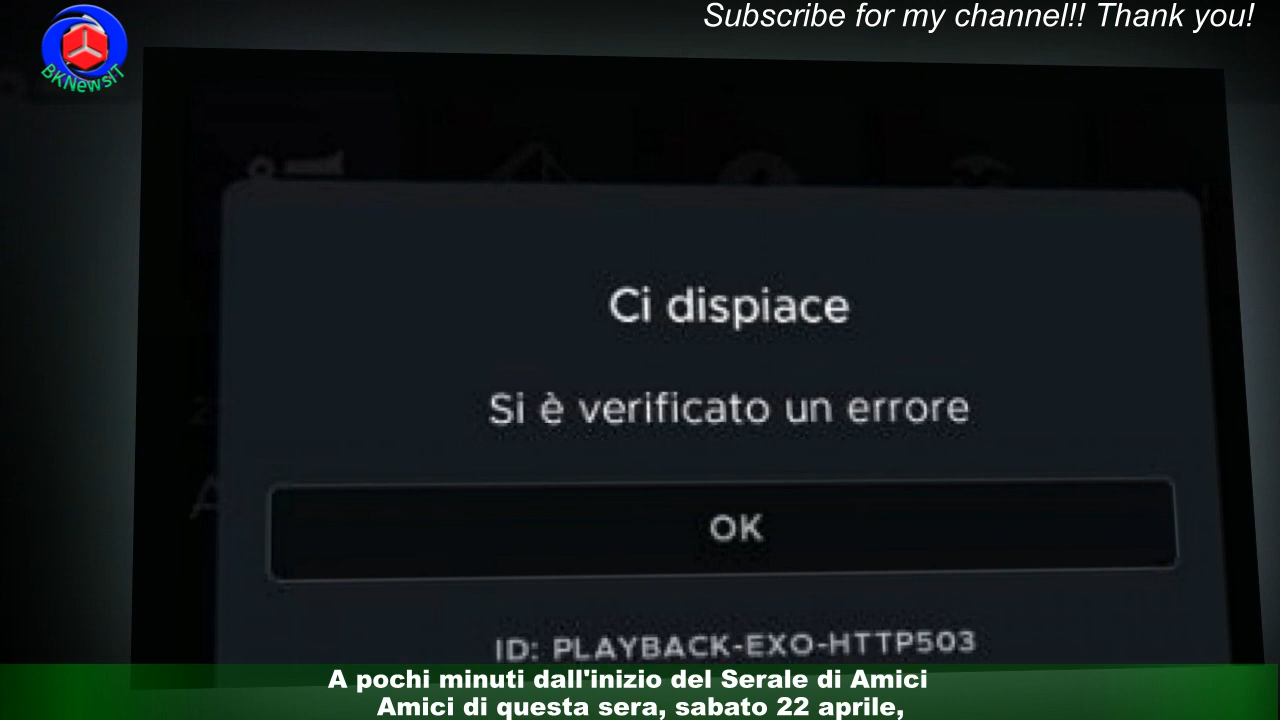 Subscribe for my channel!! Thank you!
BKNewsIT
Ci dispiace
Si è verificato un errore
OK
ID: PLAYBACK-EXO-HTTP503
A pochi minuti dall'inizio del Serale di Amici
Amici di questa sera, sabato 22 aprile,